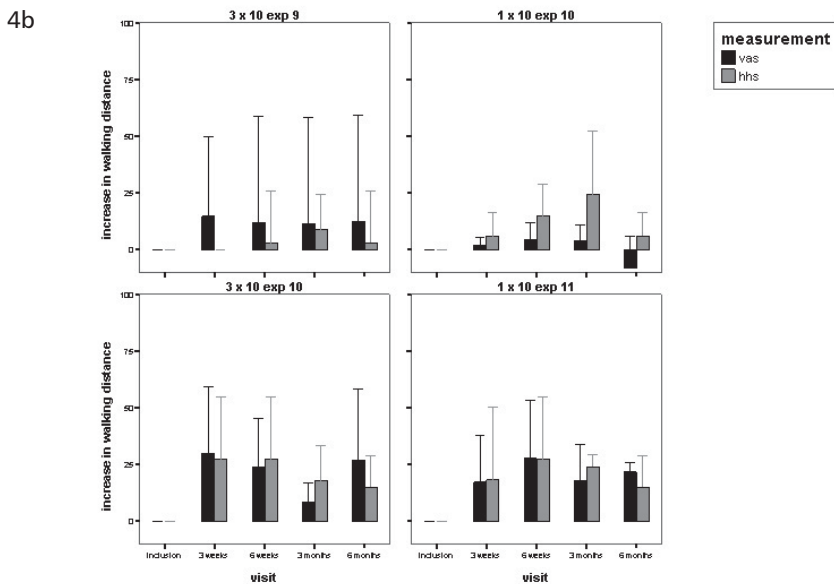 4b
3 x 10 exp 9
1 x 10 exp 10
measurement
vas
hhs
increase in walking distance
100
75
50
25
0
3 x 10 exp 10
1 x 10 exp 11
increase in walking distance
100
75
50
25
0
inclusion 3 weeks 6 weeks 3 months 6 months
inclusion 3 weeks 6 weeks 3 months 6 months
visit
visit